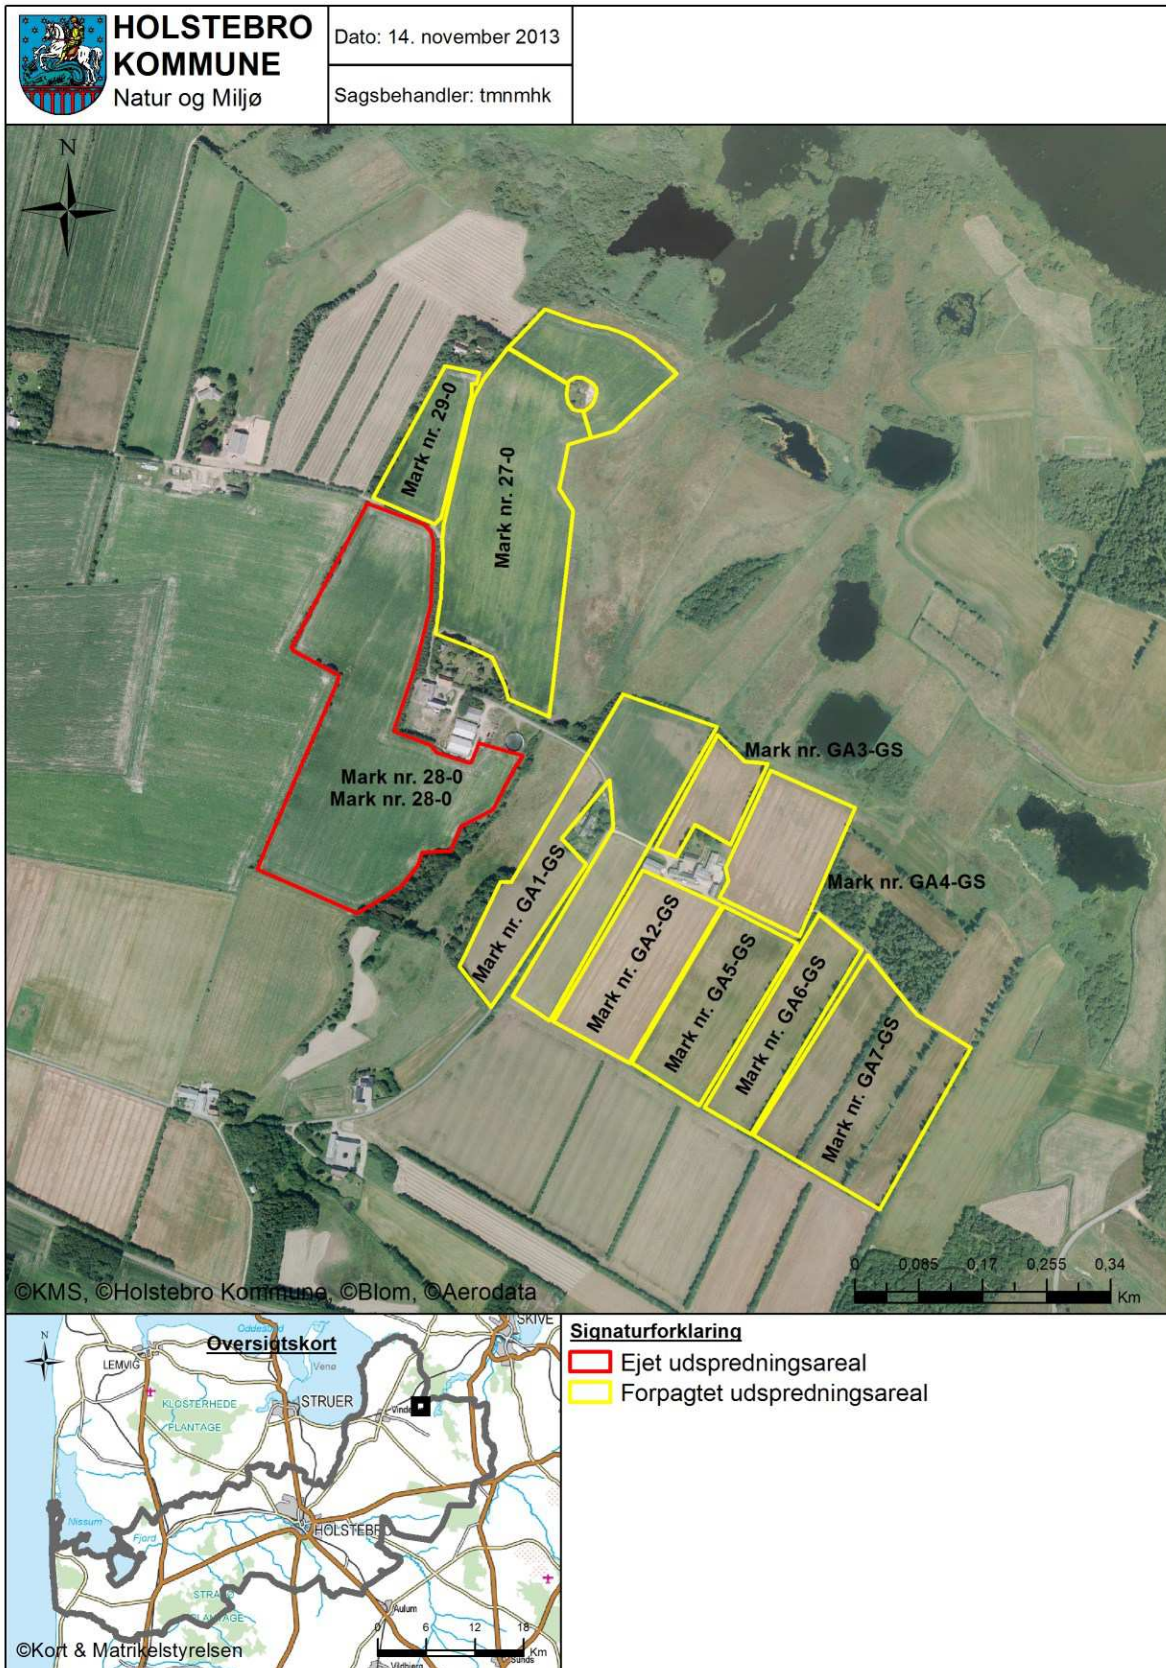 HOLSTEBRO
KOMMUNE
Natur og Miljø
Dato: 14. november 2013
Sagsbehandler: tmnmhk
N
Mark nr. 29-0
Mark nr. 27-0
Mark nr. 28-0
Mark nr. 28-0
Mark nr. GA3-GS
Mark nr. GA4-GS
Mark nr. GA1-GS
Mark nr. GA2-GS
Mark nr. GA5-GS
Mark nr. GA6-GS
Mark nr. GA7-GS
0 0,085 0,17 0,255 0,34
Km
©KMS, ©Holstebro Kommune, ©Blom, ©Aerodata
Oversigtskort
N
SKIVE
LEMVIG
Venø
KLOSTERHEDE
PLANTAGE
STRUER
Nissum
Fjord
HOLSTEBRO
Aulum
0 6 12 18
Km
Vildbjerg
Sunds
©Kort & Matrikelstyrelsen
Signaturforklaring
Ejet udspredningsareal
Forpagtet udspredningsareal